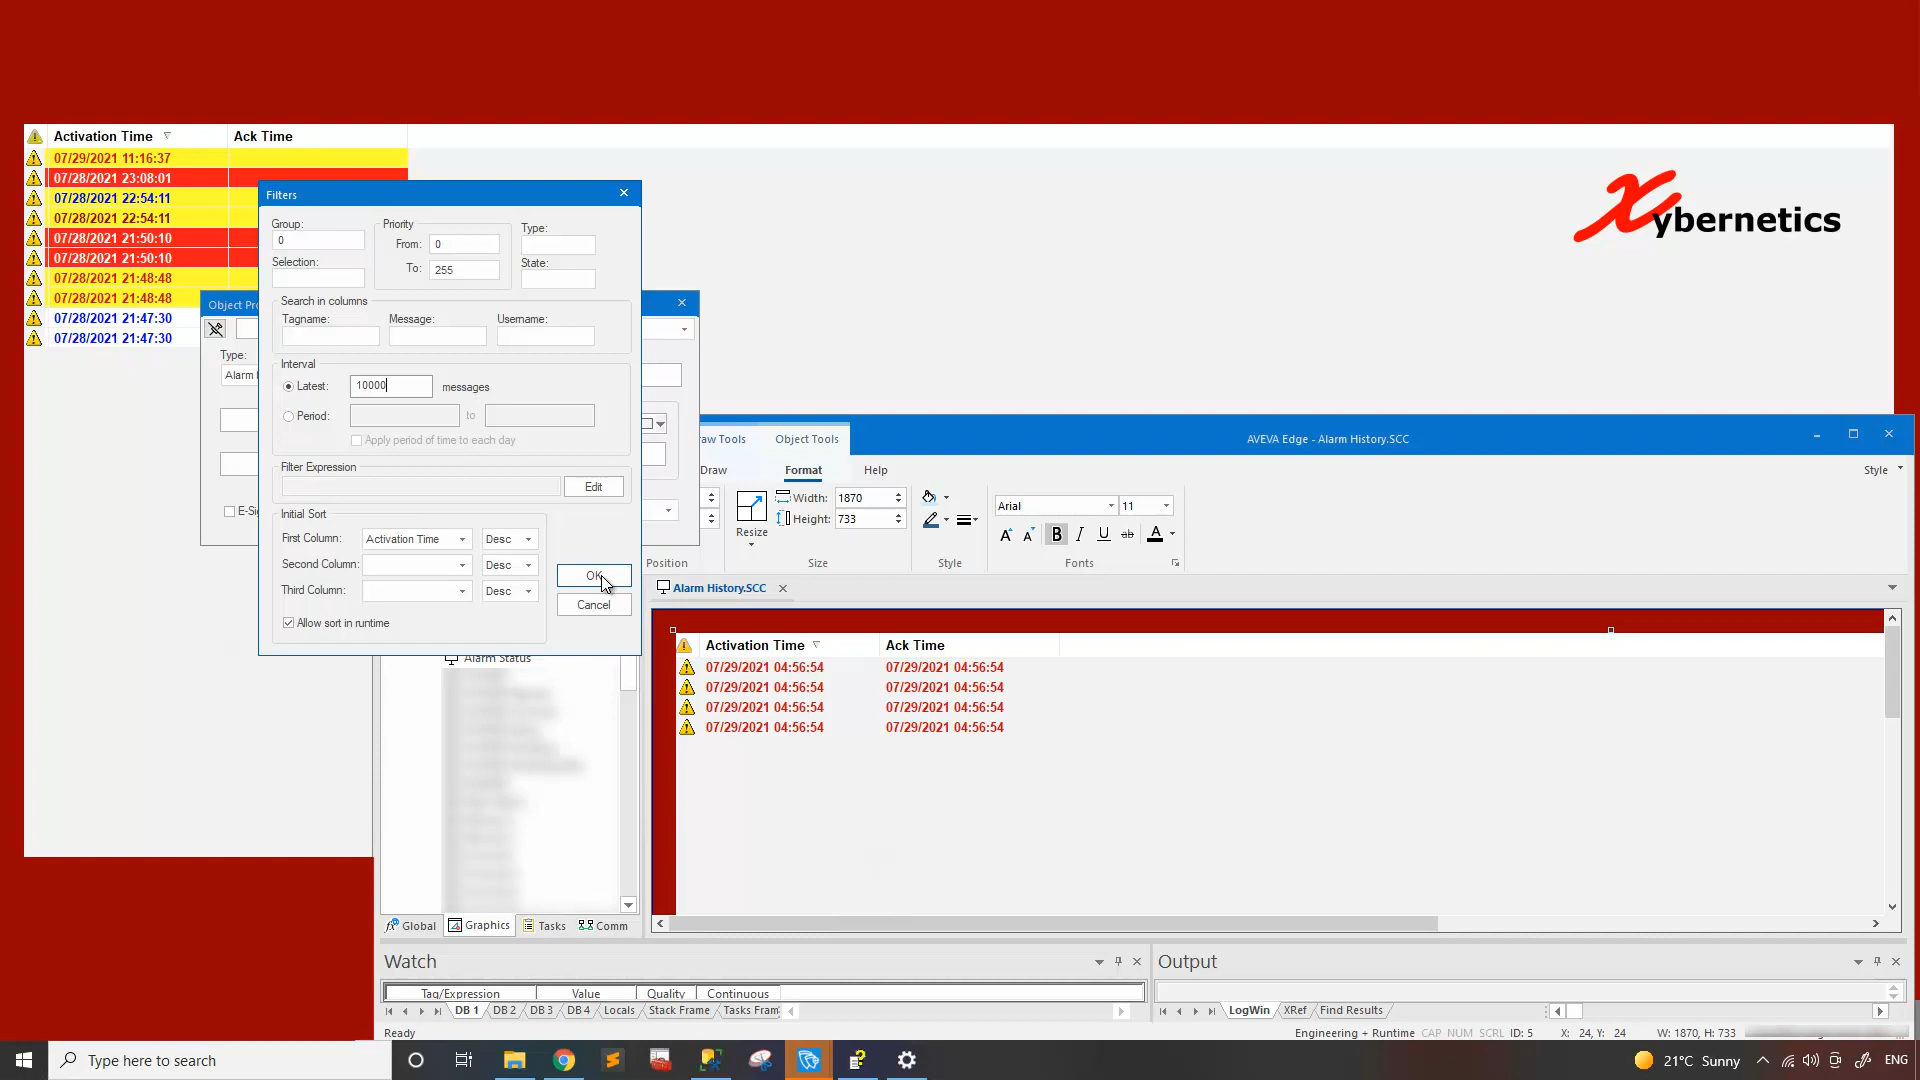 Xybernetics
Activation Time
Ack Time
07/29/2021 11:16:37
07/28/2021 23:08:01
07/28/2021 22:54:11
07/28/2021 22:54:11
07/28/2021 21:50:10
07/28/2021 21:50:10
07/28/2021 21:48:48
07/28/2021 21:48:48
07/28/2021 21:47:30
07/28/2021 21:47:30
Object Pro
Type:
Alarm H
E-Si
Filters
Group:
0
Selection:
Priority
From:
0
To:
255
Type:
State:
Search in columns
Tagname:
Message:
Username:
Interval
Latest:
10000
messages
Period:
to
Apply period of time to each day
Filter Expression
Edit
Initial Sort
First Column:
Activation Time
Desc
Second Column:
Desc
Third Column:
Desc
OK
Cancel
Allow sort in runtime
raw Tools
Object Tools
AVEVA Edge - Alarm History.SCC
Draw
Format
Help
Style
Resize
Width:
1870
Height:
733
Arial
11
B I U ab A
Position
Size
Style
Fonts
Alarm History.SCC
Activation Time
Ack Time
07/29/2021 04:56:54
07/29/2021 04:56:54
07/29/2021 04:56:54
07/29/2021 04:56:54
07/29/2021 04:56:54
07/29/2021 04:56:54
07/29/2021 04:56:54
07/29/2021 04:56:54
Alarm Status
Global
Graphics
Tasks
Comm
Watch
Tag/Expression
Value
Quality
Continuous
DB 1
DB 2
DB 3
DB 4
Locals
Stack Frame
Tasks Fram
Output
LogWin
XRef
Find Results
Ready
Engineering + Runtime
CAP NUM SCRL
ID: 5
X: 24, Y: 24
W: 1870, H: 733
Type here to search
21°C Sunny
ENG